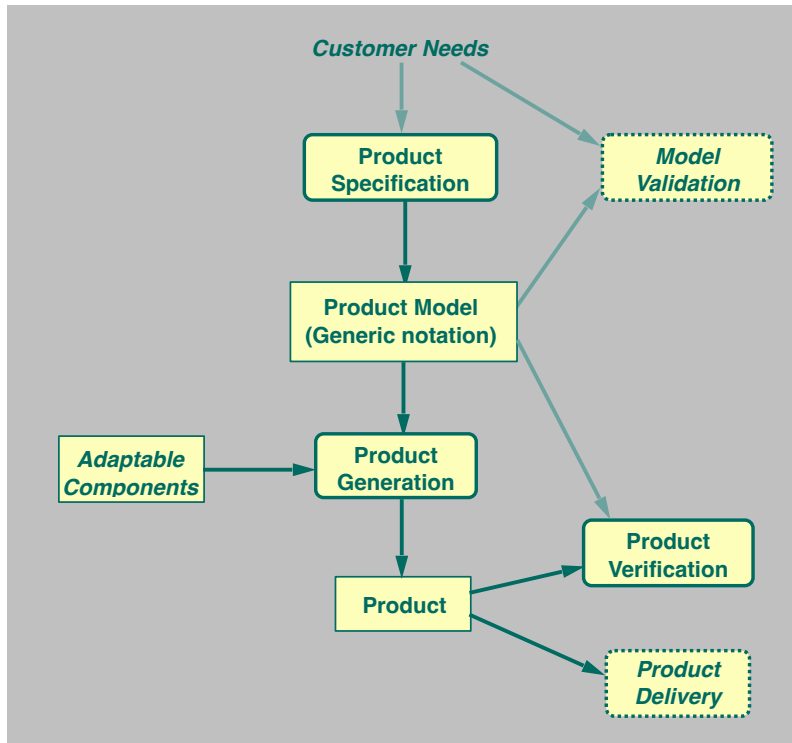 Customer Needs
Product
Specification
Model
Validation
Product Model
(Generic notation)
Adaptable
Components
Product
Generation
Product
Verification
Product
Product
Delivery